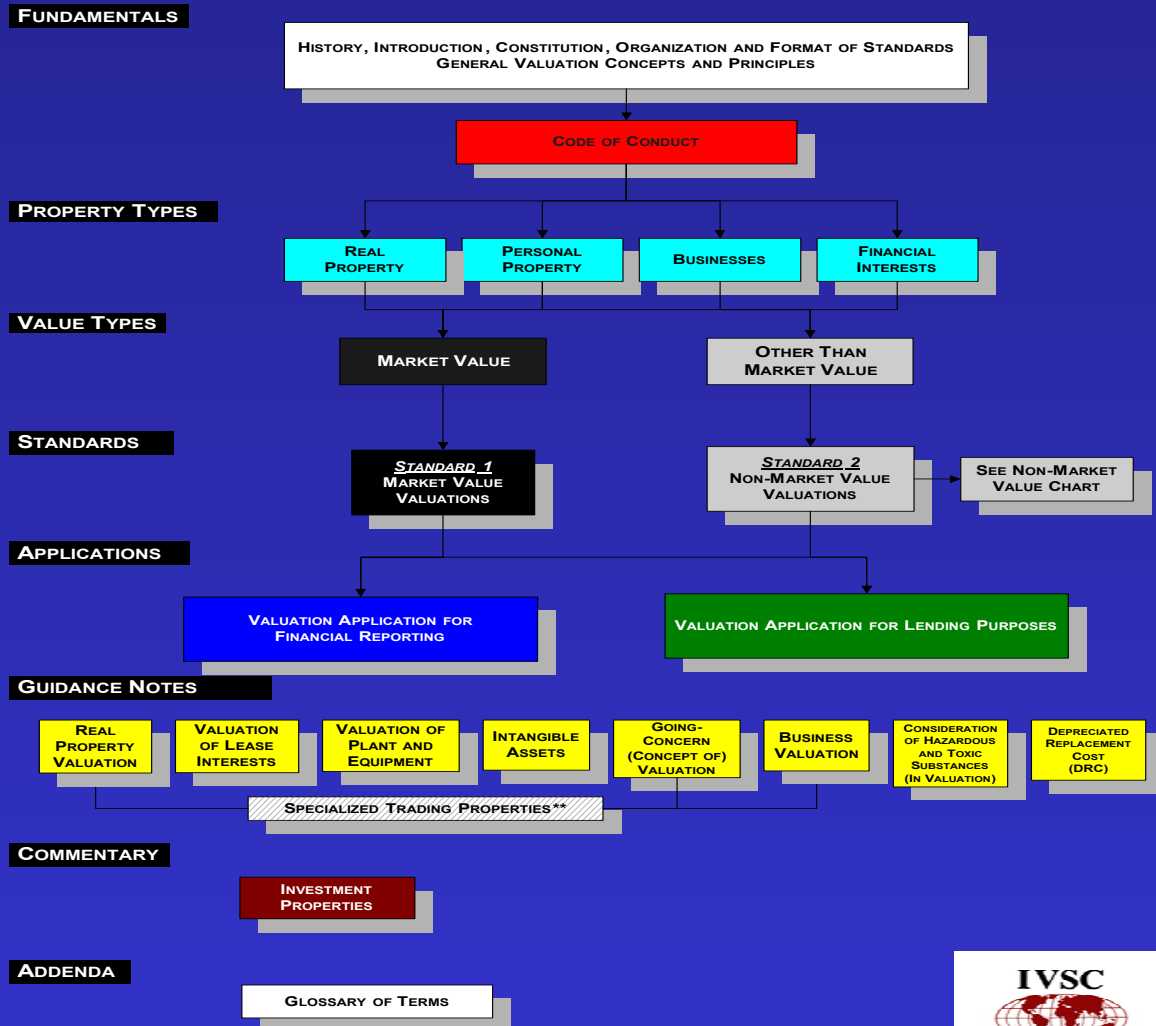 FUNDAMENTALS
HISTORY, INTRODUCTION, CONSTITUTION, ORGANIZATION AND FORMAT OF STANDARDS
GENERAL VALUATION CONCEPTS AND PRINCIPLES
CODE OF CONDUCT
PROPERTY TYPES
REAL
PROPERTY
PERSONAL
PROPERTY
BUSINESSES
FINANCIAL
INTERESTS
VALUE TYPES
MARKET VALUE
OTHER THAN
MARKET VALUE
STANDARDS
STANDARD 1
MARKET VALUE
VALUATIONS
STANDARD 2
NON-MARKET VALUE
VALUATIONS
SEE NON-MARKET
VALUE CHART
APPLICATIONS
VALUATION APPLICATION FOR
FINANCIAL REPORTING
VALUATION APPLICATION FOR LENDING PURPOSES
GUIDANCE NOTES
REAL
PROPERTY
VALUATION
VALUATION
OF LEASE
INTERESTS
VALUATION OF
PLANT AND
EQUIPMENT
INTANGIBLE
ASSETS
GOING-
CONCERN
(CONCEPT OF)
VALUATION
BUSINESS
VALUATION
CONSIDERATION
OF HAZARDOUS
AND TOXIC
SUBSTANCES
(IN VALUATION)
DEPRECIATED
REPLACEMENT
COST
(DRC)
SPECIALIZED TRADING PROPERTIES**
COMMENTARY
INVESTMENT
PROPERTIES
ADDENDA
GLOSSARY OF TERMS
IVSC